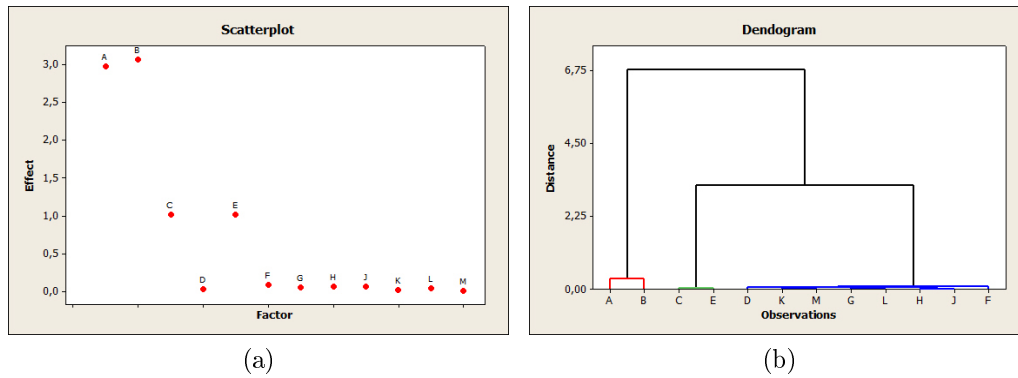 Scatterplot
3,0
2,5
2,0
1,5
1,0
0,5
0,0
Effect
A
B
C
D
E
F
G
H
J
K
L
M
Factor
(a)
Dendogram
6,75
4,50
2,25
0,00
Distance
A B C E D K M G L H J F
Observations
(b)